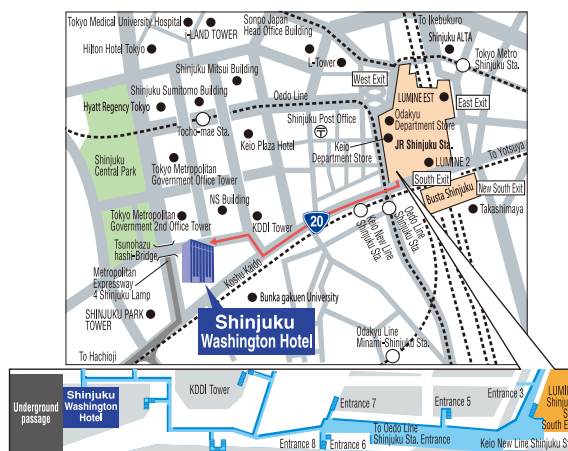 Tokyo Medical University Hospital
i-LAND TOWER
Sonpo Japan
Head Office Building
To Ikebukuro
Shinjuku ALTA
Hilton Hotel Tokyo
L-Tower
Tokyo Metro
Shinjuku Sta.
Shinjuku Mitsui Building
West Exit
Shinjuku Sumitomo Building
Oedo Line
LUMINE EST
East Exit
Hyatt Regency Tokyo
Tocho-mae Sta.
Shinjuku Post Office
Odakyu
Department Store
Keio Plaza Hotel
JR Shinjuku Sta.
Keio
Department Store
To Yotsuya
Shinjuku
Central Park
Tokyo Metropolitan
Government Office Tower
LUMINE 2
South Exit
New South Exit
Busta Shinjuku
NS Building
Takashimaya
Tokyo Metropolitan
Government 2nd Office Tower
KDDI Tower
20
Oedo Line
Shinjuku Sta.
Keio New Line
Shinjuku Sta.
Tsunohazu
hashi-Bridge
Metropolitan
Expressway
4 Shinjuku Lamp
Koshu Kaido
Bunka gakuen University
SHINJUKU PARK
TOWER
Shinjuku
Washington Hotel
Odakyu Line
Minami-Shinjuku Sta.
To Hachioji
Underground
passage
Shinjuku
Washington
Hotel
KDDI Tower
Entrance 7
Entrance 5
Entrance 3
LUMINE
Shinjuku
South E
To Oedo Line
Shinjuku Sta. Entrance
Entrance 8
Entrance 6
Keio New Line Shinjuku St